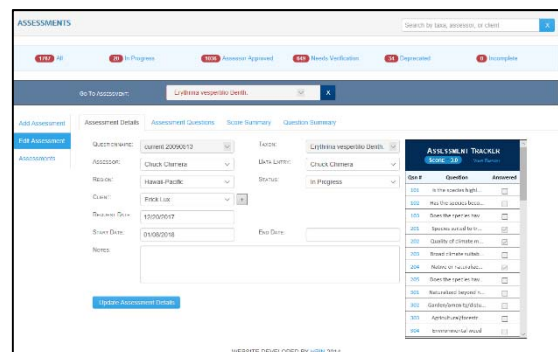 ASSESSMENTS
Search by taxa, assessor, or client X
1787 All 20 In Progress 1036 Assessor Approved 649 Needs Verification 34 Deprecated 0 Incomplete
Go To Assessment: Erythrina vespertilio Benth. X
Add Assessment
Edit Assessment
Assessments
Assessment Details Assessment Questions Score Summary Question Summary
Questionnaire: current 20090513 Taxon: Erythrina vespertilio Benth.
Assessor: Chuck Chimera Data Entry: Chuck Chimera
Region: Hawaii-Pacific Status: In Progress
Client: Erick Lux +
Request Date: 12/20/2017
Start Date: 01/08/2018 End Date:
Notes:
Update Assessment Details
Assessment Tracker
Score: 3.0
Qsn # Question Answered
101 Is the species highl...
102 Has the species beco...
103 Does the species hav...
201 Species suited to tr...
202 Quality of climate m...
203 Broad climate suitab...
204 Native or naturalize...
205 Does the species hav...
301 Naturalized beyond n...
302 Garden/amenity/distu...
303 Agricultural/forestr...
304 Environmental weed
WEBSITE DEVELOPED BY HPIN 2014